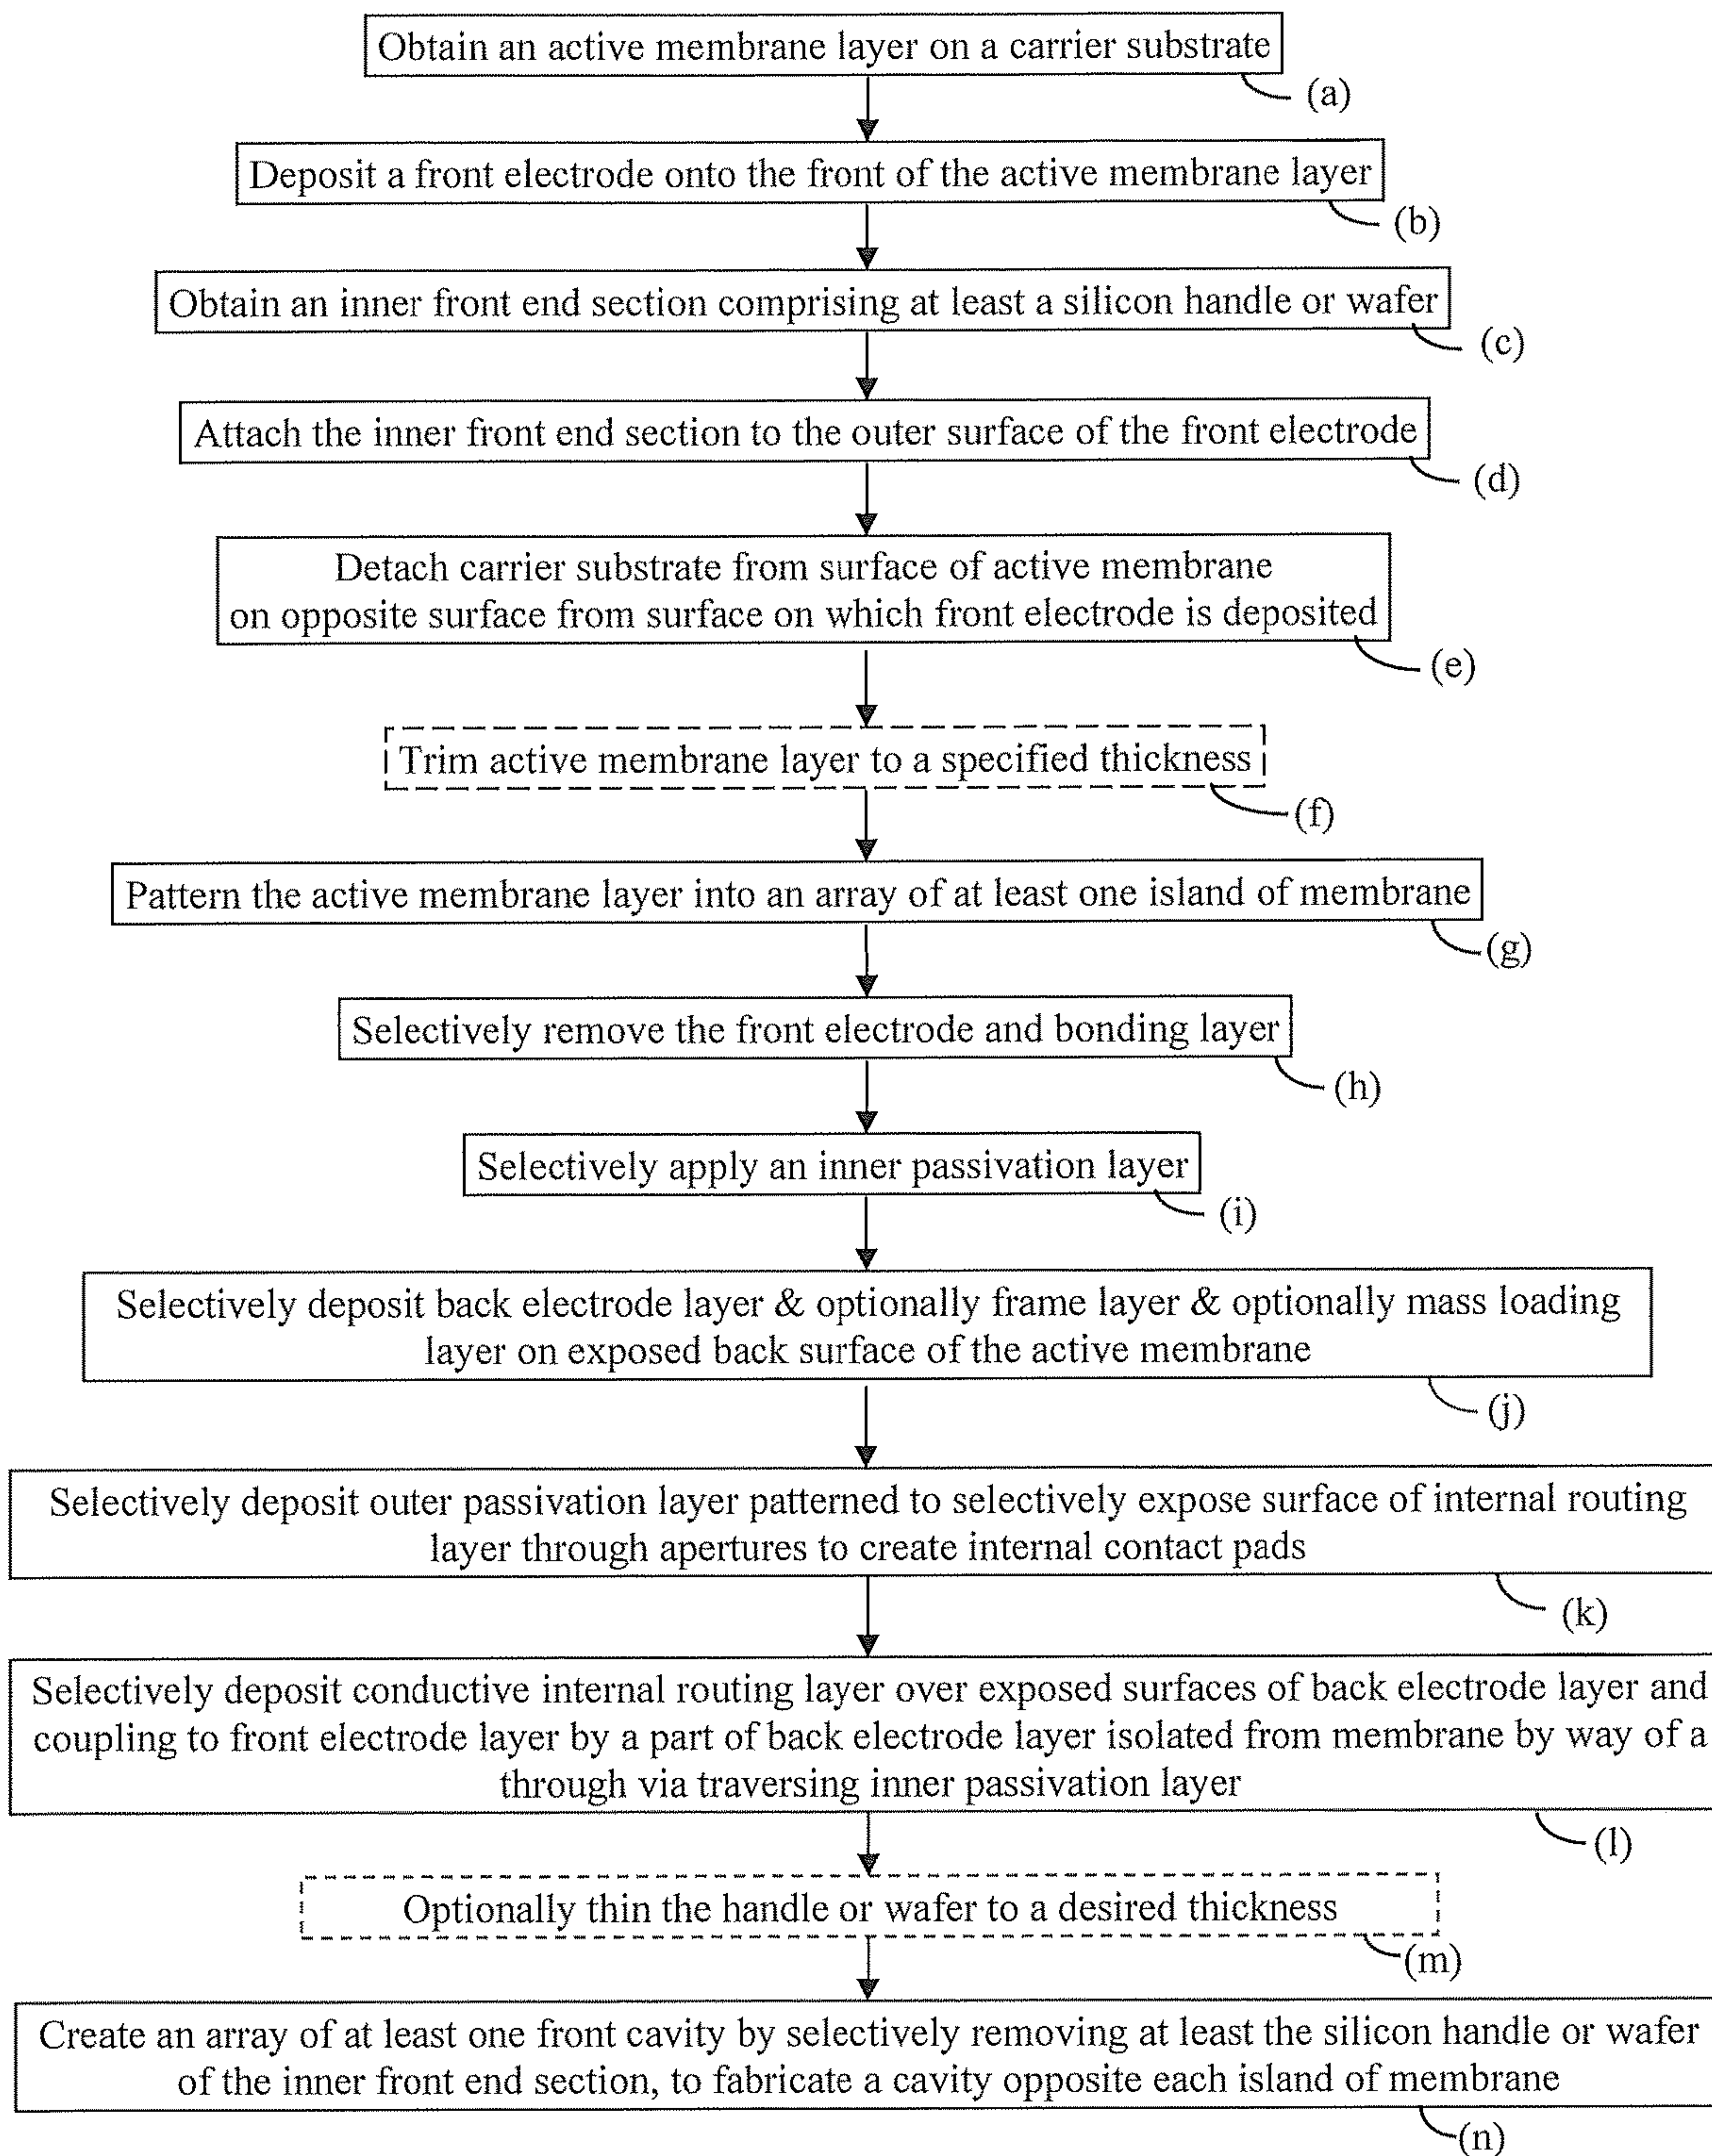 Obtain an active membrane layer on a carrier substrate
(a)
Deposit a front electrode onto the front of the active membrane layer
(b)
Obtain an inner front end section comprising at least a silicon handle or wafer
(c)
Attach the inner front end section to the outer surface of the front electrode
(d)
Detach carrier substrate from surface of active membrane
on opposite surface from surface on which front electrode is deposited
(e)
Trim active membrane layer to a specified thickness
(f)
Pattern the active membrane layer into an array of at least one island of membrane
(g)
Selectively remove the front electrode and bonding layer
(h)
Selectively apply an inner passivation layer
(i)
Selectively deposit back electrode layer & optionally frame layer & optionally mass loading
layer on exposed back surface of the active membrane
(j)
Selectively deposit outer passivation layer patterned to selectively expose surface of internal routing
layer through apertures to create internal contact pads
(k)
Selectively deposit conductive internal routing layer over exposed surfaces of back electrode layer and
coupling to front electrode layer by a part of back electrode layer isolated from membrane by way of a
through via traversing inner passivation layer
(l)
Optionally thin the handle or wafer to a desired thickness
(m)
Create an array of at least one front cavity by selectively removing at least the silicon handle or wafer
of the inner front end section, to fabricate a cavity opposite each island of membrane
(n)